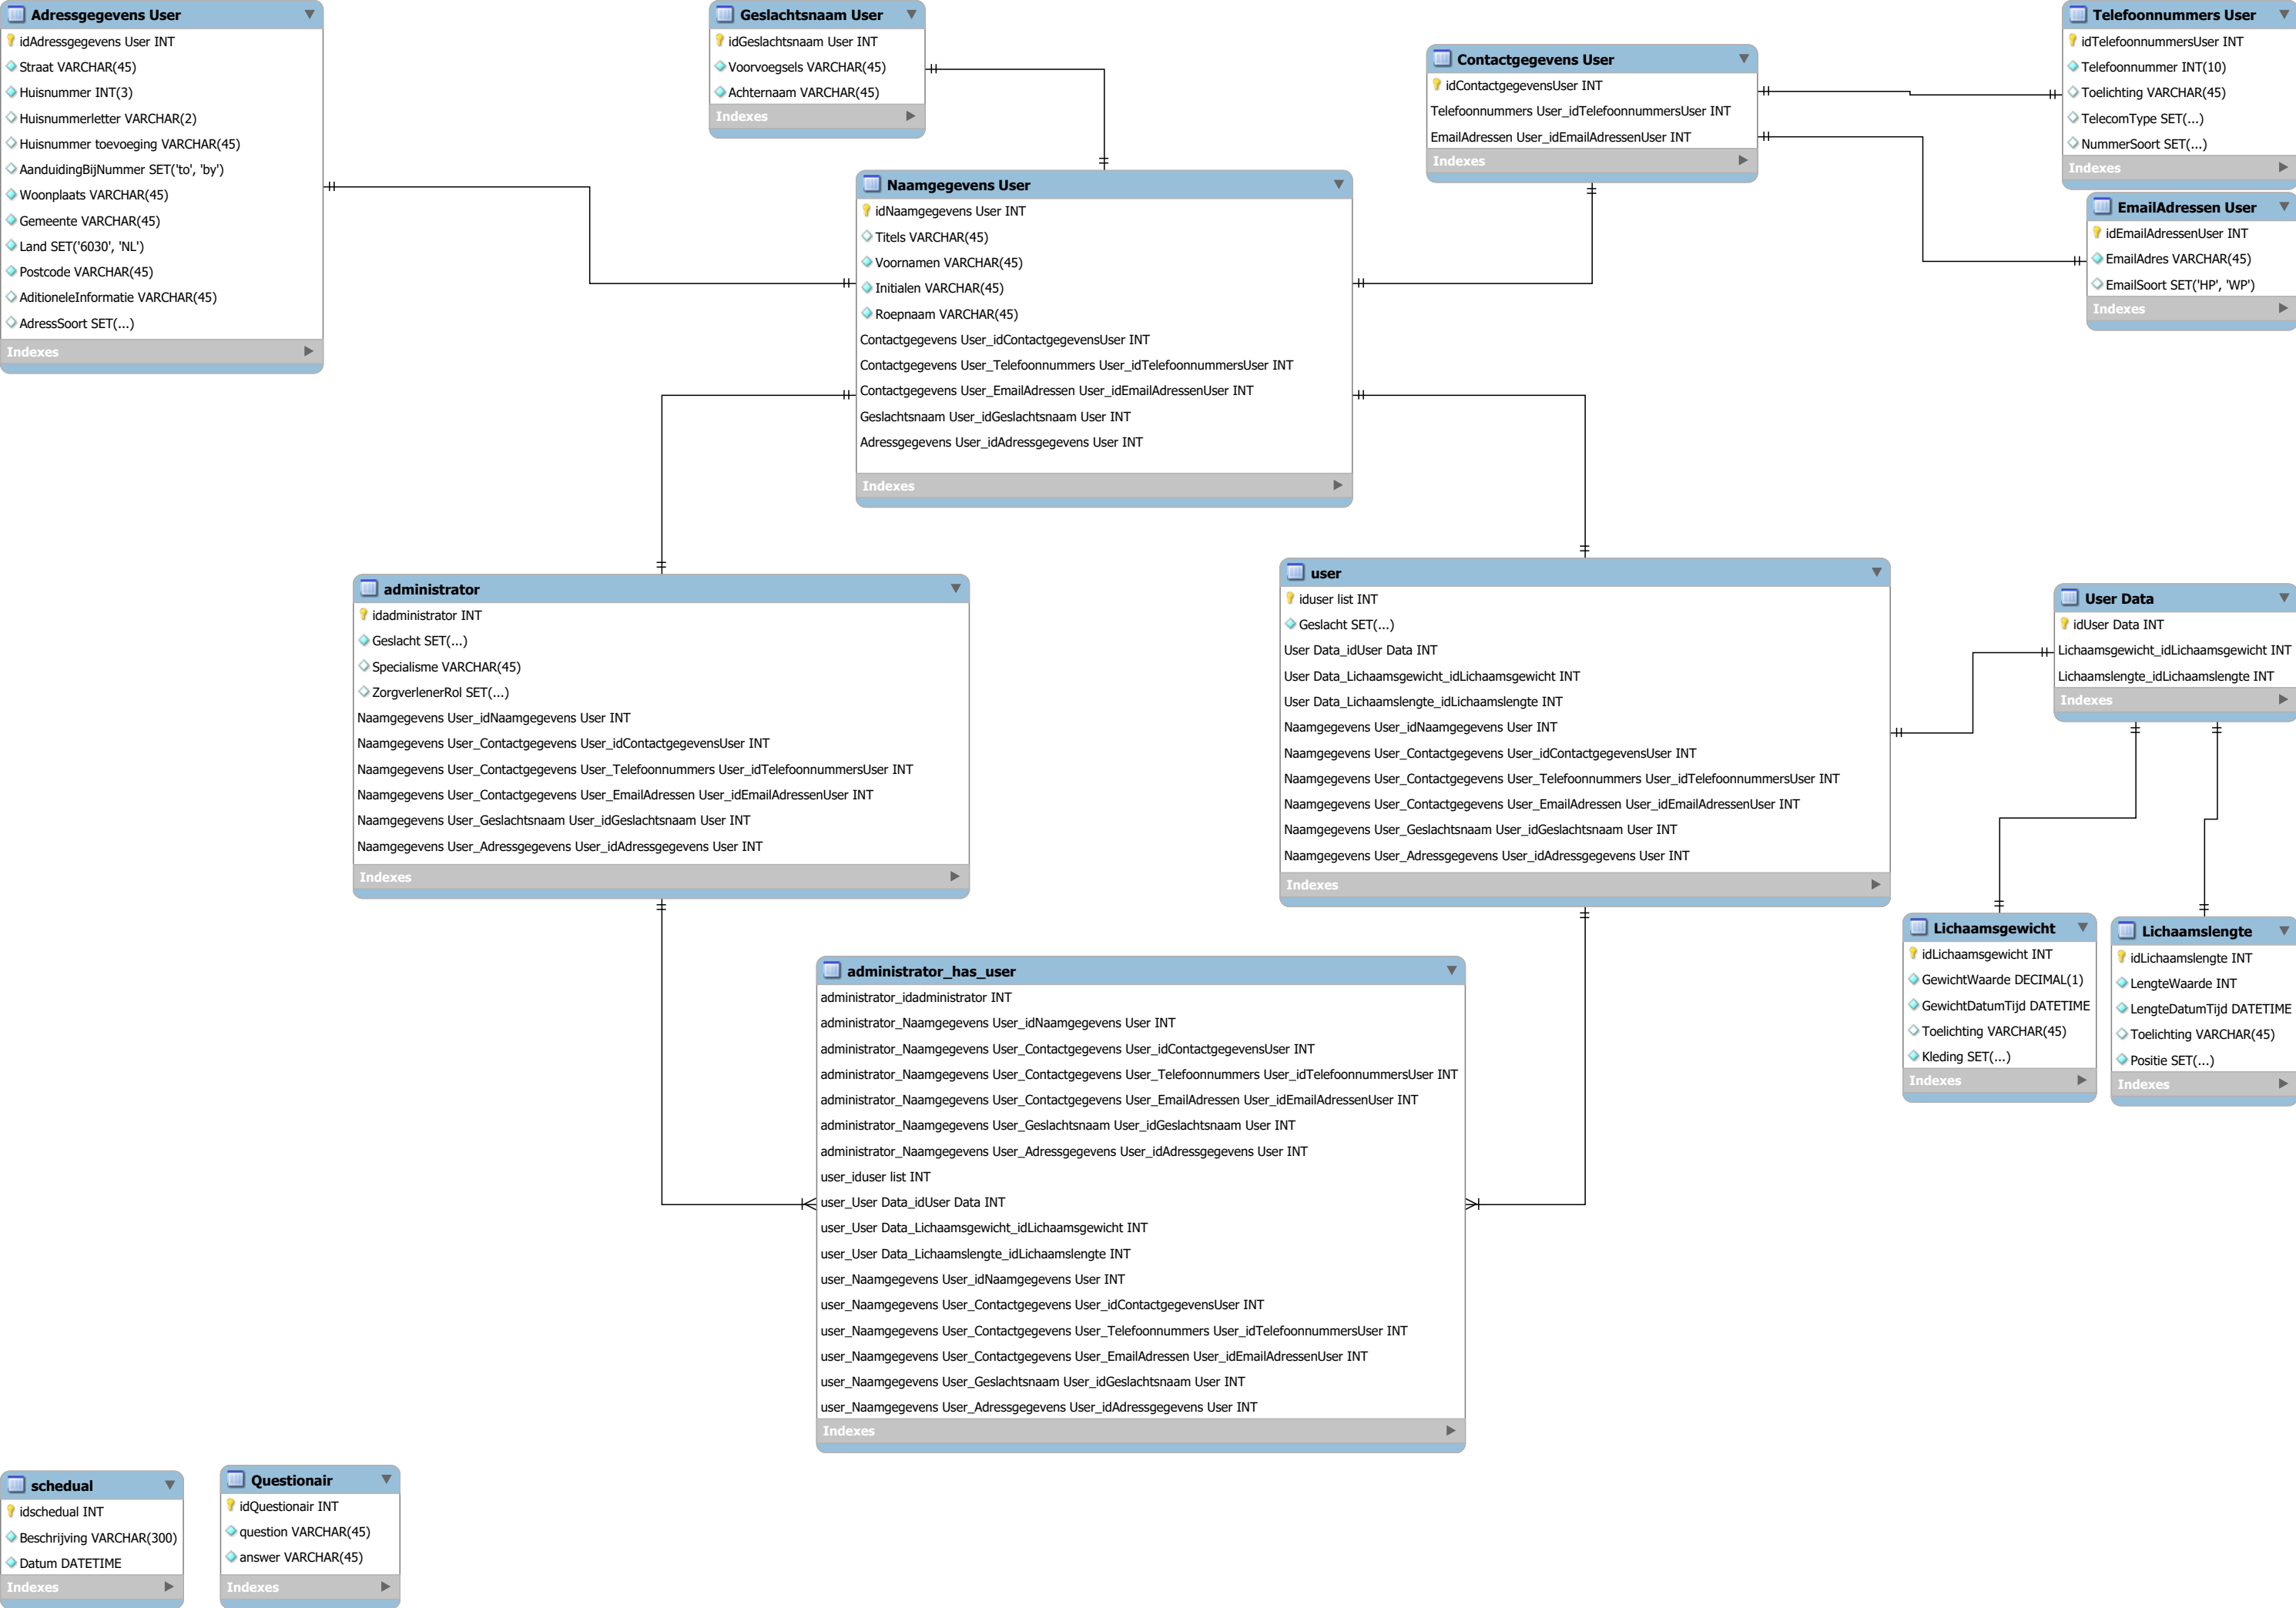 Adressgegevens User
idAdressgegevens User INT
Straat VARCHAR(45)
Huisnummer INT(3)
Huisnummerletter VARCHAR(2)
Huisnummer toevoeging VARCHAR(45)
AanduidingBijNummer SET('to', 'by')
Woonplaats VARCHAR(45)
Gemeente VARCHAR(45)
Land SET('6030', 'NL')
Postcode VARCHAR(45)
AditioneleInformatie VARCHAR(45)
AdressSoort SET(...)
Indexes
Geslachtsnaam User
idGeslachtsnaam User INT
Voorvoegsels VARCHAR(45)
Achternaam VARCHAR(45)
Indexes
Contactgegevens User
idContactgegevensUser INT
Telefoonnummers User_idTelefoonnummersUser INT
EmailAdressen User_idEmailAdressenUser INT
Indexes
Telefoonnummers User
idTelefoonnummersUser INT
Telefoonnummer INT(10)
Toelichting VARCHAR(45)
TelecomType SET(...)
NummerSoort SET(...)
Indexes
EmailAdressen User
idEmailAdressenUser INT
EmailAdres VARCHAR(45)
EmailSoort SET('HP', 'WP')
Indexes
Naamgegevens User
idNaamgegevens User INT
Titels VARCHAR(45)
Voornamen VARCHAR(45)
Initialen VARCHAR(45)
Roepnaam VARCHAR(45)
Contactgegevens User_idContactgegevensUser INT
Contactgegevens User_Telefoonnummers User_idTelefoonnummersUser INT
Contactgegevens User_EmailAdressen User_idEmailAdressenUser INT
Geslachtsnaam User_idGeslachtsnaam User INT
Adressgegevens User_idAdressgegevens User INT
Indexes
administrator
idadministrator INT
Geslacht SET(...)
Specialisme VARCHAR(45)
ZorgverlenerRol SET(...)
Naamgegevens User_idNaamgegevens User INT
Naamgegevens User_Contactgegevens User_idContactgegevensUser INT
Naamgegevens User_Contactgegevens User_Telefoonnummers User_idTelefoonnummersUser INT
Naamgegevens User_Contactgegevens User_EmailAdressen User_idEmailAdressenUser INT
Naamgegevens User_Geslachtsnaam User_idGeslachtsnaam User INT
Naamgegevens User_Adressgegevens User_idAdressgegevens User INT
Indexes
user
iduser list INT
Geslacht SET(...)
User Data_idUser Data INT
User Data_Lichaamsgewicht_idLichaamsgewicht INT
User Data_Lichaamslengte_idLichaamslengte INT
Naamgegevens User_idNaamgegevens User INT
Naamgegevens User_Contactgegevens User_idContactgegevensUser INT
Naamgegevens User_Contactgegevens User_Telefoonnummers User_idTelefoonnummersUser INT
Naamgegevens User_Contactgegevens User_EmailAdressen User_idEmailAdressenUser INT
Naamgegevens User_Geslachtsnaam User_idGeslachtsnaam User INT
Naamgegevens User_Adressgegevens User_idAdressgegevens User INT
Indexes
User Data
idUser Data INT
Lichaamsgewicht_idLichaamsgewicht INT
Lichaamslengte_idLichaamslengte INT
Indexes
Lichaamsgewicht
idLichaamsgewicht INT
GewichtWaarde DECIMAL(1)
GewichtDatumTijd DATETIME
Toelichting VARCHAR(45)
Kleding SET(...)
Indexes
Lichaamslengte
idLichaamslengte INT
LengteWaarde INT
LengteDatumTijd DATETIME
Toelichting VARCHAR(45)
Positie SET(...)
Indexes
administrator_has_user
administrator_idadministrator INT
administrator_Naamgegevens User_idNaamgegevens User INT
administrator_Naamgegevens User_Contactgegevens User_idContactgegevensUser INT
administrator_Naamgegevens User_Contactgegevens User_Telefoonnummers User_idTelefoonnummersUser INT
administrator_Naamgegevens User_Contactgegevens User_EmailAdressen User_idEmailAdressenUser INT
administrator_Naamgegevens User_Geslachtsnaam User_idGeslachtsnaam User INT
administrator_Naamgegevens User_Adressgegevens User_idAdressgegevens User INT
user_iduser list INT
user_User Data_idUser Data INT
user_User Data_Lichaamsgewicht_idLichaamsgewicht INT
user_User Data_Lichaamslengte_idLichaamslengte INT
user_Naamgegevens User_idNaamgegevens User INT
user_Naamgegevens User_Contactgegevens User_idContactgegevensUser INT
user_Naamgegevens User_Contactgegevens User_Telefoonnummers User_idTelefoonnummersUser INT
user_Naamgegevens User_Contactgegevens User_EmailAdressen User_idEmailAdressenUser INT
user_Naamgegevens User_Geslachtsnaam User_idGeslachtsnaam User INT
user_Naamgegevens User_Adressgegevens User_idAdressgegevens User INT
Indexes
schedual
idschedual INT
Beschrijving VARCHAR(300)
Datum DATETIME
Indexes
Questionair
idQuestionair INT
question VARCHAR(45)
answer VARCHAR(45)
Indexes